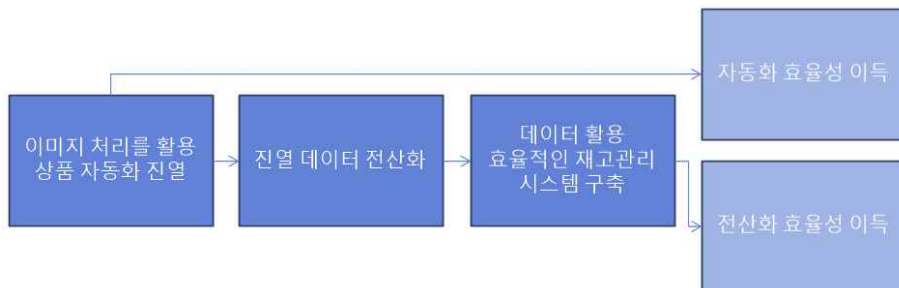 이미지 처리를 활용
상품 자동화 진열
진열 데이터 전산화
데이터 활용
효율적인 재고관리
시스템 구축
자동화 효율성 이득
전산화 효율성 이득